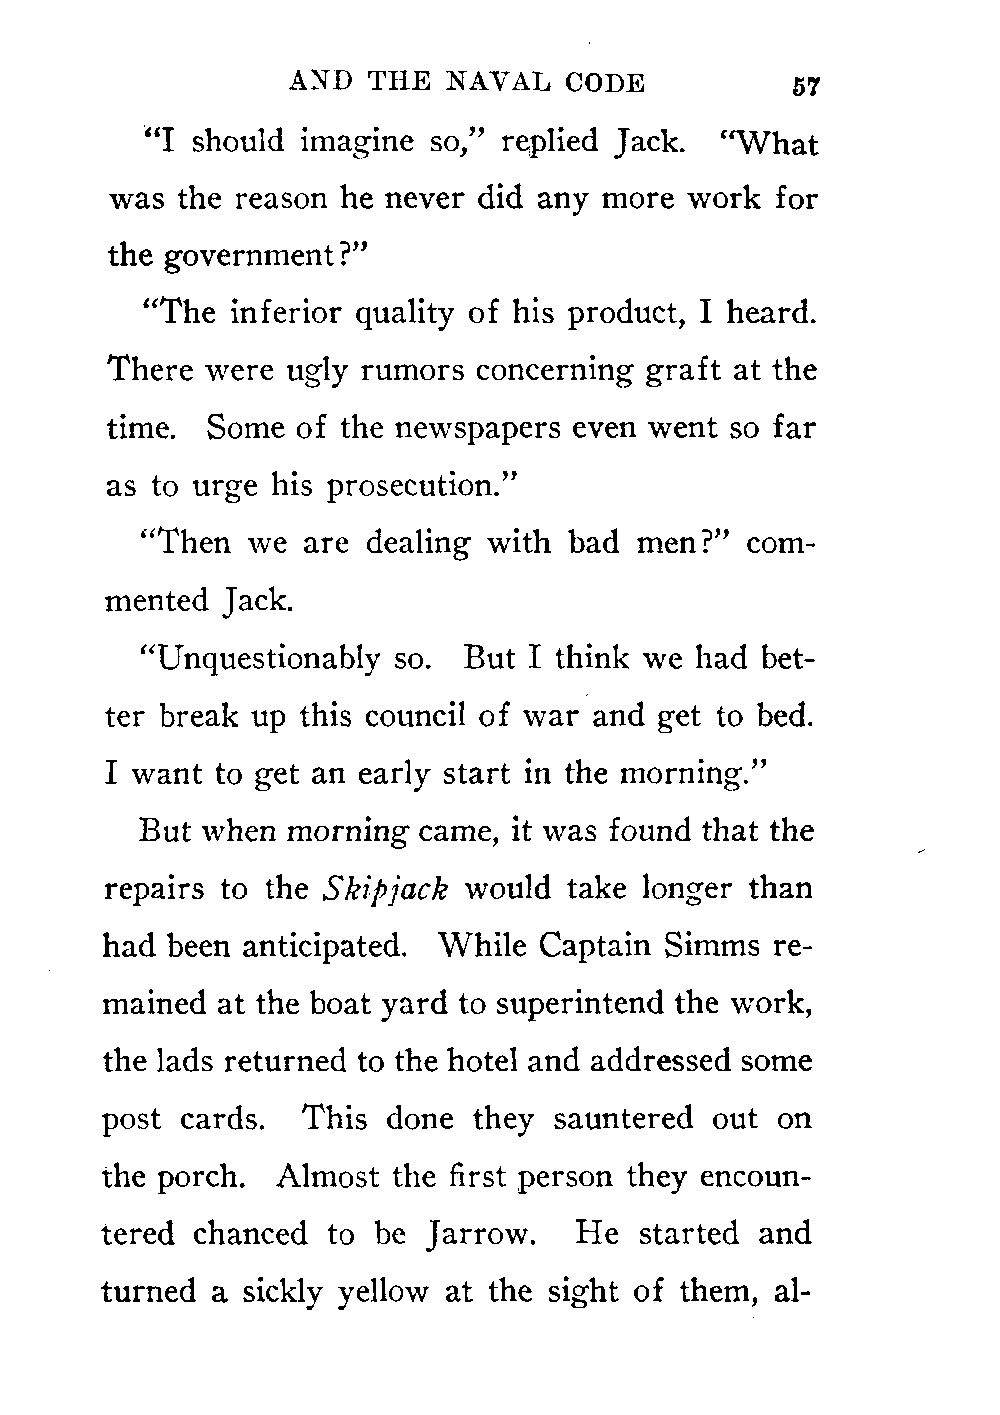 AND THE NAVAL CODE 57
“I should imagine so,” replied Jack. “What
was the reason he never did any more work for
the government?”
“The inferior quality of his product, I heard.
There were ugly rumors concerning graft at the
time. Some of the newspapers even went so far
as to urge his prosecution.”
“Then we are dealing with bad men?” com-
mented Jack.
“Unquestionably so. But I think we had bet-
ter break up this council of war and get to bed.
I want to get an early start in the morning.”
But when morning came, it was found that the
repairs to the Skipjack would take longer than
had been anticipated. While Captain Simms re-
mained at the boat yard to superintend the work,
the lads returned to the hotel and addressed some
post cards. This done they sauntered out on
the porch. Almost the first person they encoun-
tered chanced to be Jarrow. He started and
turned a sickly yellow at the sight of them, al-